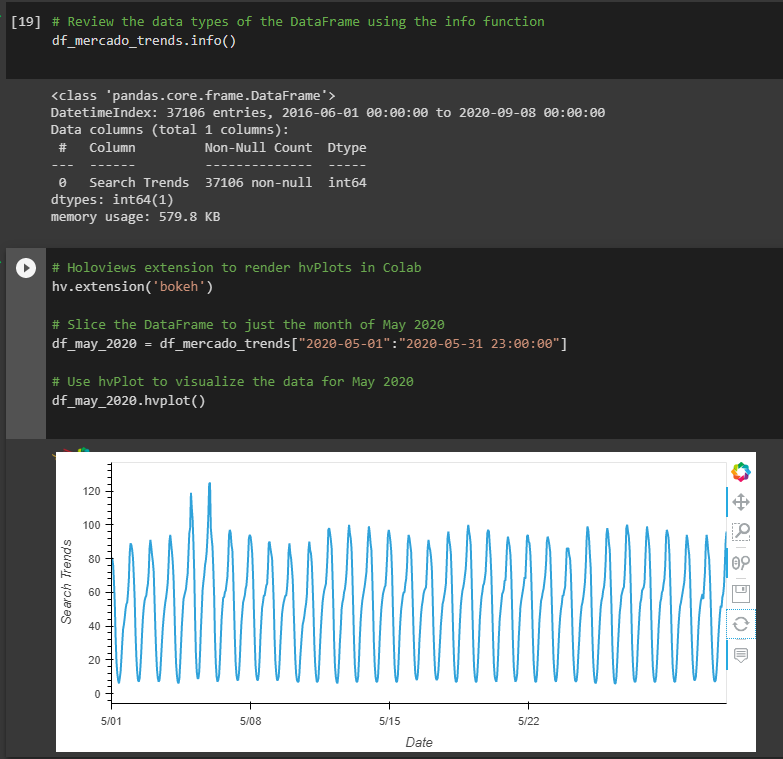 [19] # Review the data types of the DataFrame using the info function
df_mercado_trends.info()
<class 'pandas.core.frame.DataFrame'>
DatetimeIndex: 37106 entries, 2016-06-01 00:00:00 to 2020-09-08 00:00:00
Data columns (total 1 columns):
#   Column         Non-Null Count  Dtype
---  ------         --------------  -----
0   Search Trends  37106 non-null  int64
dtypes: int64(1)
memory usage: 579.8 KB
# Holoviews extension to render hvPlots in Colab
hv.extension('bokeh')
# Slice the DataFrame to just the month of May 2020
df_may_2020 = df_mercado_trends["2020-05-01":"2020-05-31 23:00:00"]
# Use hvPlot to visualize the data for May 2020
df_may_2020.hvplot()
Search Trends
120
100
80
60
40
20
0
5/01 5/08 5/15 5/22
Date